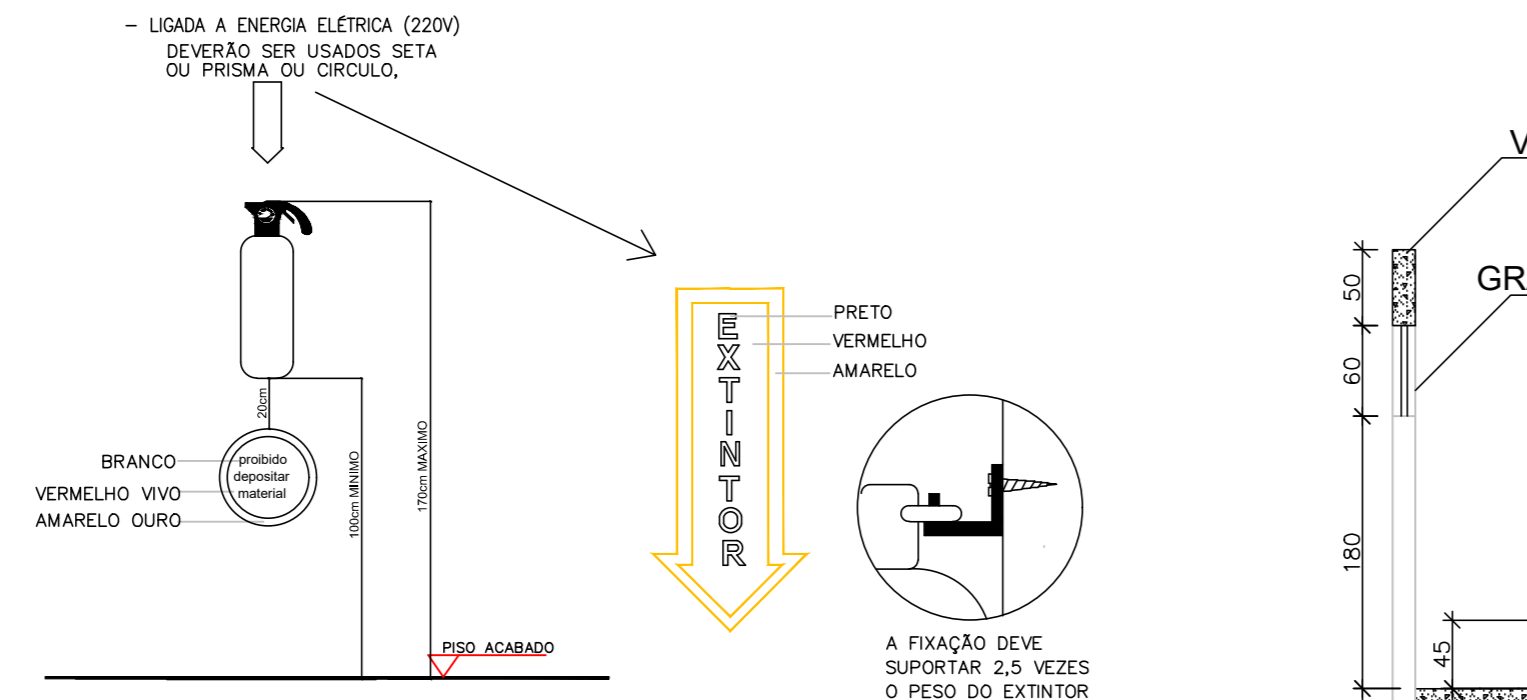 – LIGADA A ENERGIA ELÉTRICA (220V)
DEVERÃO SER USADOS SETA
OU PRISMA OU CIRCULO,
20cm
BRANCO
VERMELHO VIVO
AMARELO OURO
proibido
depositar
material
100cm MINIMO
170cm MAXIMO
PISO ACABADO
EXTINTOR
PRETO
VERMELHO
AMARELO
A FIXAÇÃO DEVE
SUPORTAR 2,5 VEZES
O PESO DO EXTINTOR
V
GR
50
60
180
45